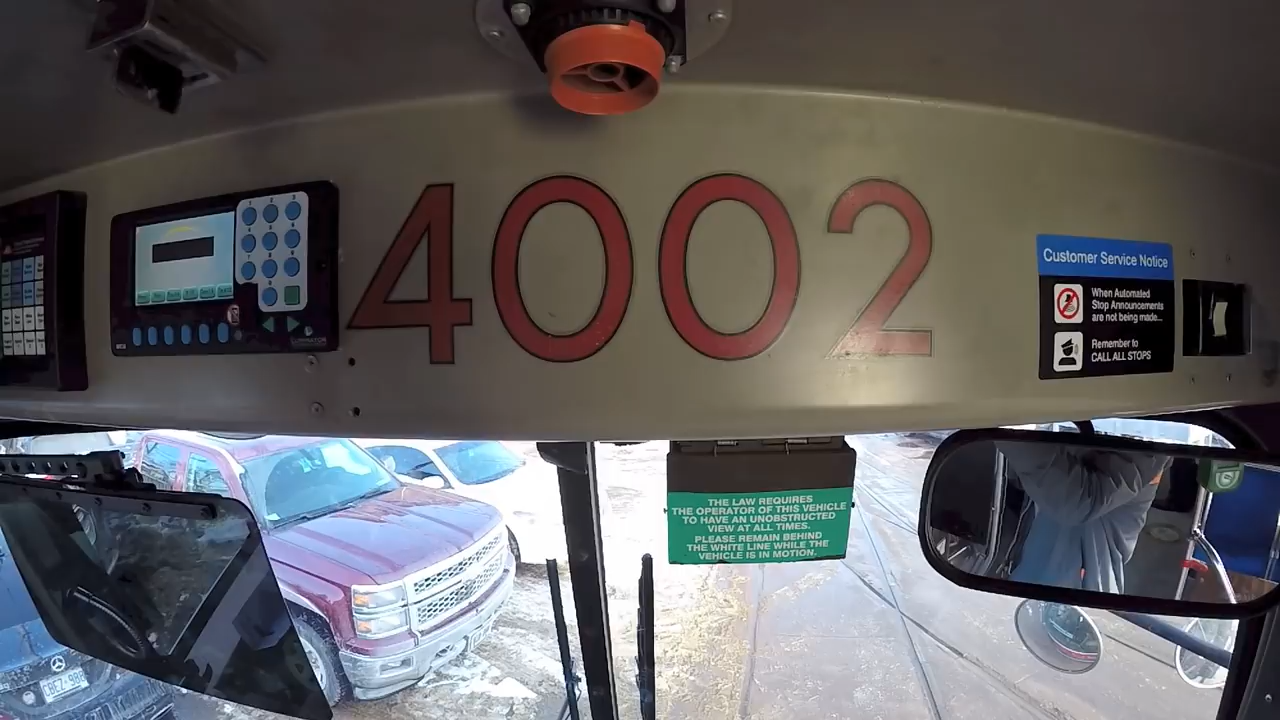 4002
Customer Service Notice
When Automated
Stop Announcements
are not being made...
Remember to
CALL ALL STOPS
THE LAW REQUIRES
THE OPERATOR OF THIS VEHICLE
TO HAVE AN UNOBSTRUCTED
VIEW AT ALL TIMES.
PLEASE REMAIN BEHIND
THE WHITE LINE WHILE THE
VEHICLE IS IN MOTION.